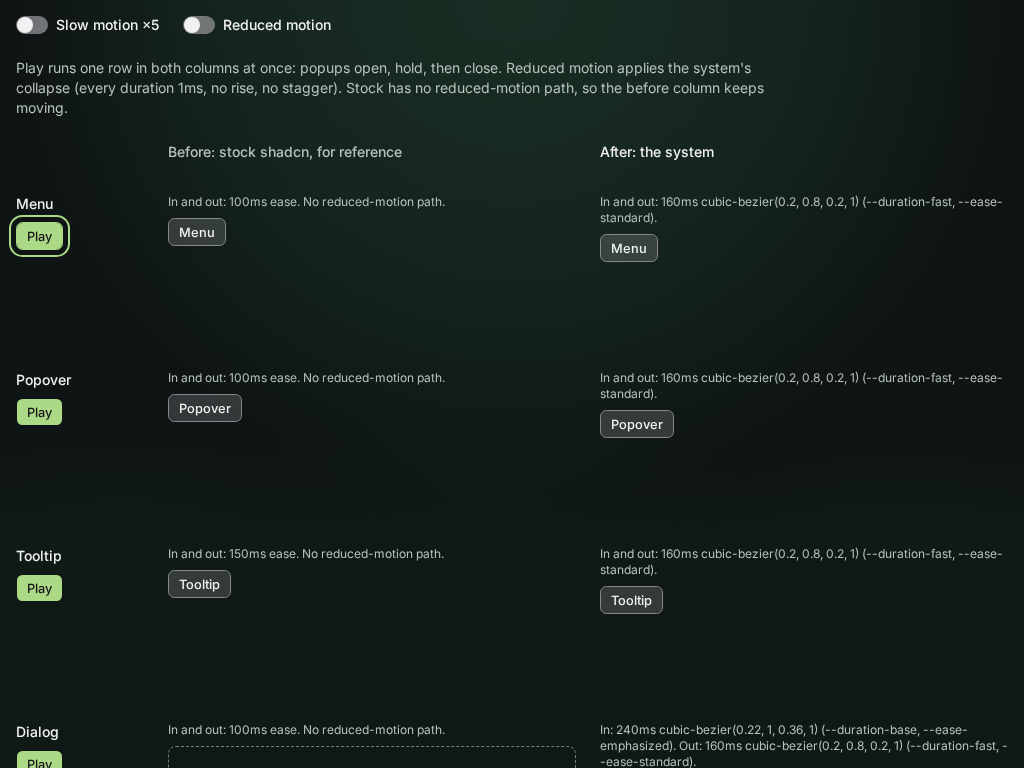 Slow motion ×5 Reduced motion
Play runs one row in both columns at once: popups open, hold, then close. Reduced motion applies the system's
collapse (every duration 1ms, no rise, no stagger). Stock has no reduced-motion path, so the before column keeps
moving.
Before: stock shadcn, for reference
After: the system
Menu
Play
In and out: 100ms ease. No reduced-motion path.
Menu
In and out: 160ms cubic-bezier(0.2, 0.8, 0.2, 1) (--duration-fast, --ease-
standard).
Menu
Popover
Play
In and out: 100ms ease. No reduced-motion path.
Popover
In and out: 160ms cubic-bezier(0.2, 0.8, 0.2, 1) (--duration-fast, --ease-
standard).
Popover
Tooltip
Play
In and out: 150ms ease. No reduced-motion path.
Tooltip
In and out: 160ms cubic-bezier(0.2, 0.8, 0.2, 1) (--duration-fast, --ease-
standard).
Tooltip
Dialog
Play
In and out: 100ms ease. No reduced-motion path.
In: 240ms cubic-bezier(0.22, 1, 0.36, 1) (--duration-base, --ease-
emphasized). Out: 160ms cubic-bezier(0.2, 0.8, 0.2, 1) (--duration-fast, -
-ease-standard).